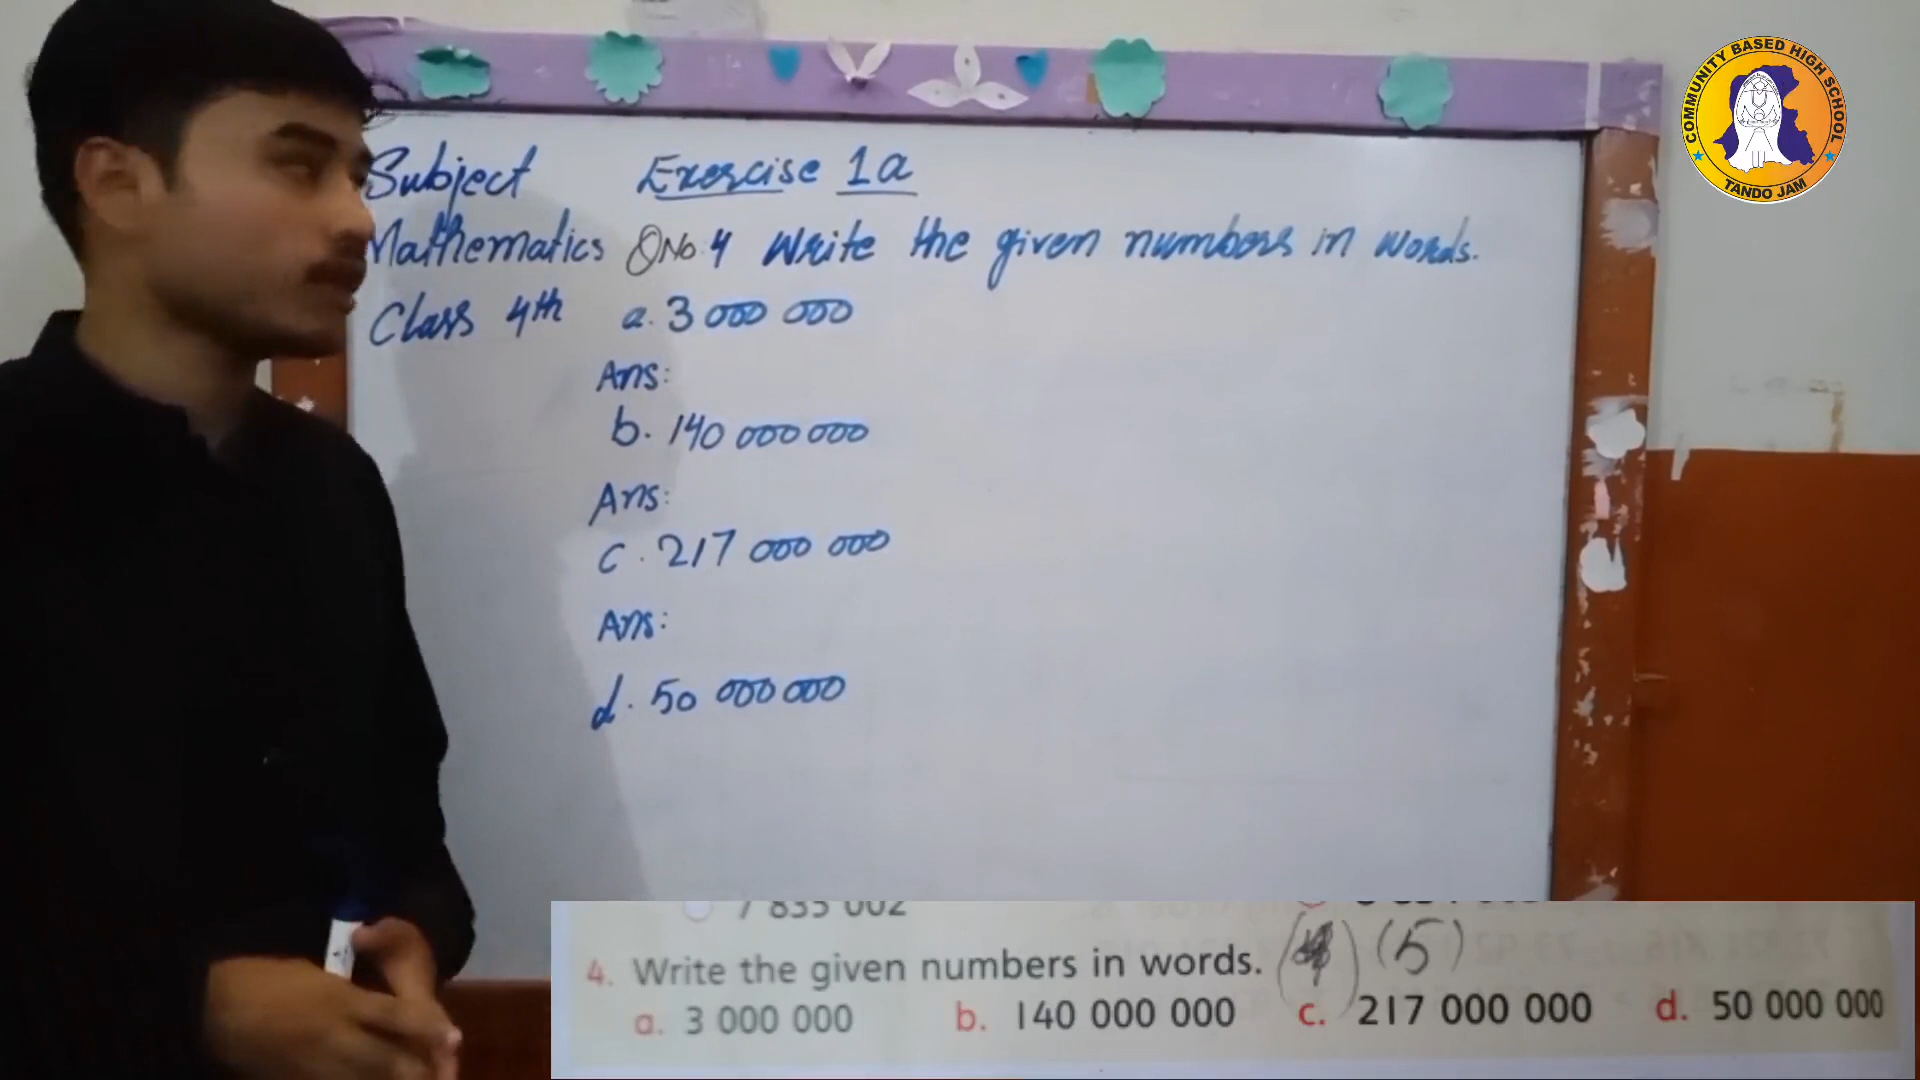 COMMUNITY BASED HIGH SCHOOL
TANDO JAM
Subject
Mathematics
Class 4th
Exercise 1a
QNo.4 Write the given numbers in words.
a. 3 000 000
Ans:
b. 140 000 000
Ans:
c. 217 000 000
Ans:
d. 50 000 000
7 835 002
4. Write the given numbers in words. (5)
a. 3 000 000 b. 140 000 000 c. 217 000 000 d. 50 000 000